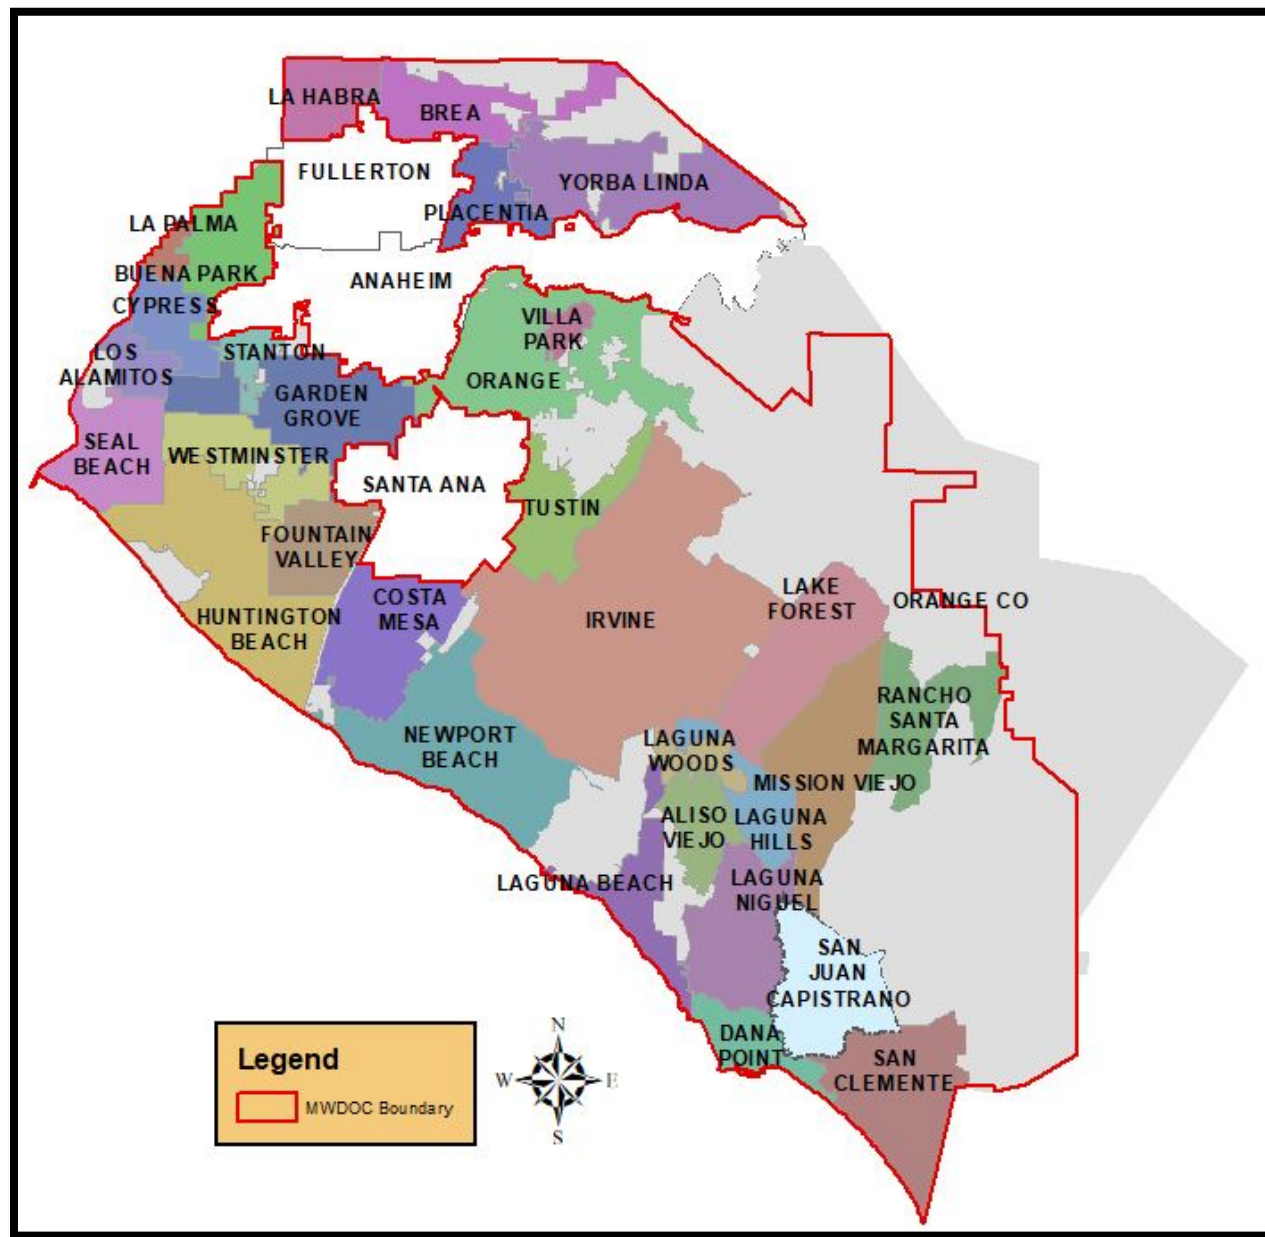 LA HABRA
BREA
FULLERTON
YORBA LINDA
PLACENTIA
LA PALMA
BUENA PARK
ANAHEIM
CYPRESS
VILLA
PARK
LOS
ALAMITOS
STANTON
ORANGE
GARDEN
GROVE
SEAL
BEACH
WESTMINSTER
SANTA ANA
TUSTIN
FOUNTAIN
VALLEY
COSTA
MESA
HUNTINGTON
BEACH
IRVINE
LAKE
FOREST
ORANGE CO
RANCHO
SANTA
MARGARITA
NEWPORT
BEACH
LAGUNA
WOODS
MISSION VIEJO
ALISO
VIEJO
LAGUNA
HILLS
LAGUNA BEACH
LAGUNA
NIGUEL
SAN
JUAN
CAPISTRANO
DANA
POINT
SAN
CLEMENTE
Legend
MWDOC Boundary
N
W
E
S